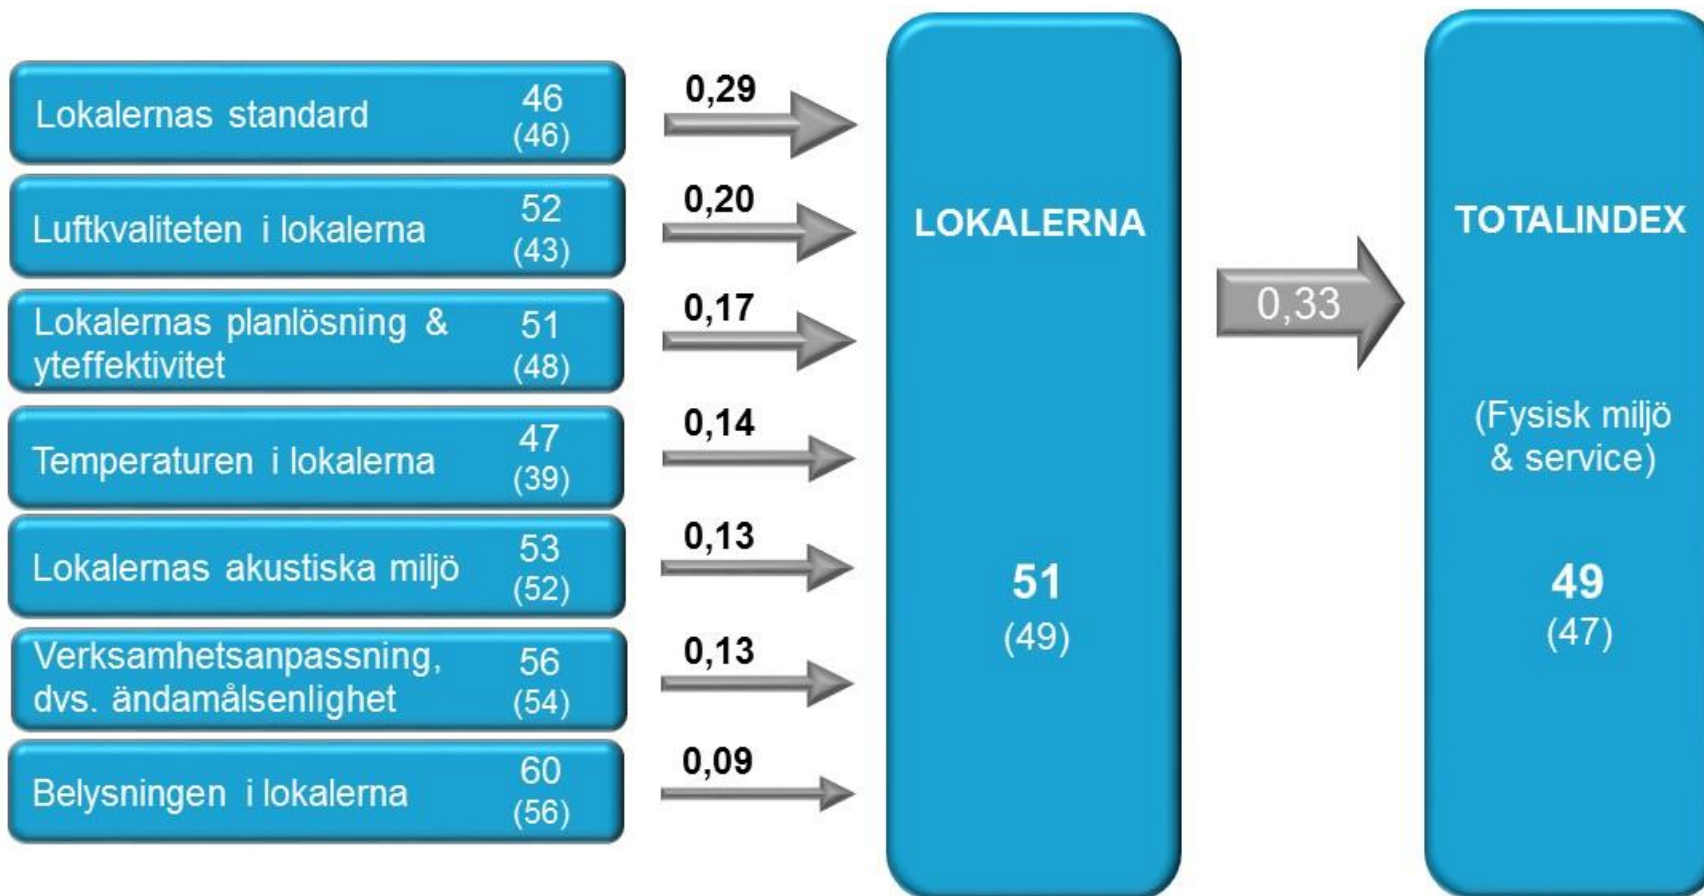 Lokalernas standard
46
(46)
0,29
Luftkvaliteten i lokalerna
52
(43)
0,20
Lokalernas planlösning &
yteffektivitet
51
(48)
0,17
Temperaturen i lokalerna
47
(39)
0,14
Lokalernas akustiska miljö
53
(52)
0,13
Verksamhetsanpassning,
dvs. ändamålsenlighet
56
(54)
0,13
Belysningen i lokalerna
60
(56)
0,09
LOKALERNA
51
(49)
0,33
TOTALINDEX
(Fysisk miljö
& service)
49
(47)